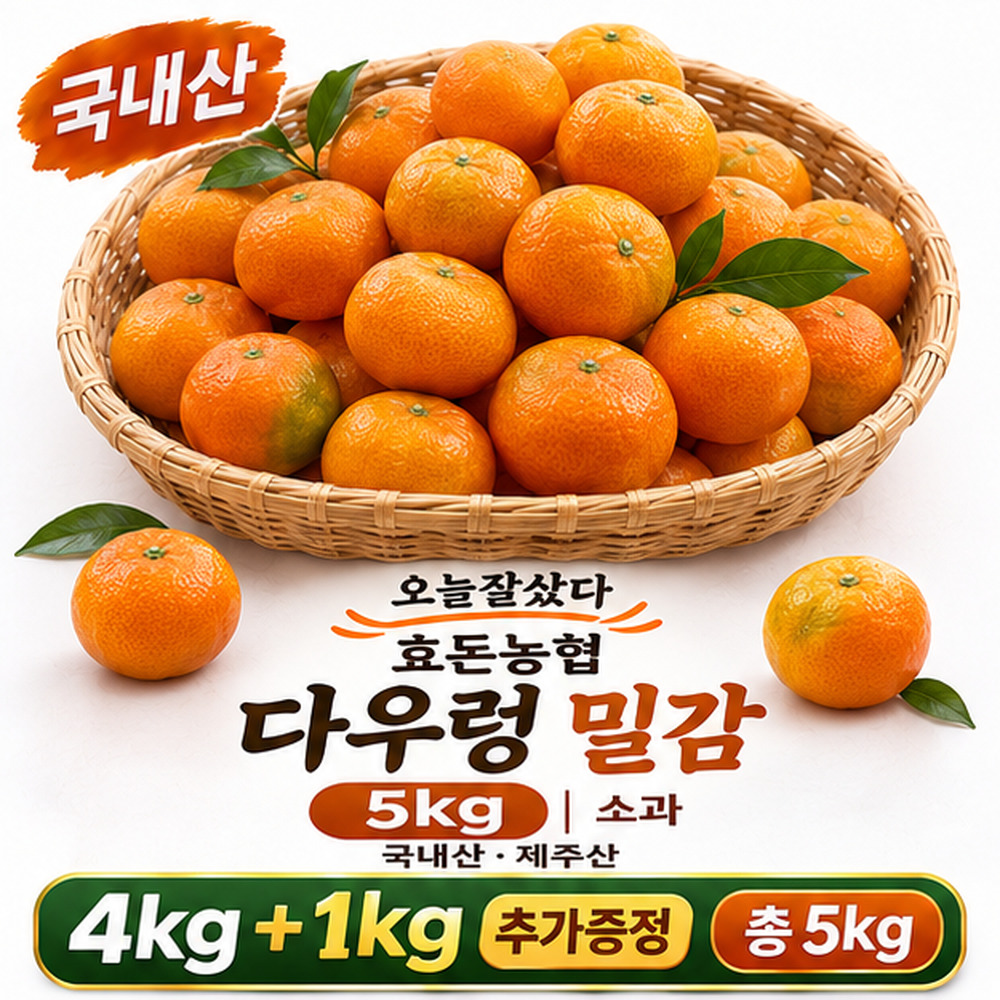 국내산
오늘잘샀다
효돈농협
다우렁 밀감
5kg | 소과
국내산 · 제주산
4kg + 1kg 추가증정 총 5kg